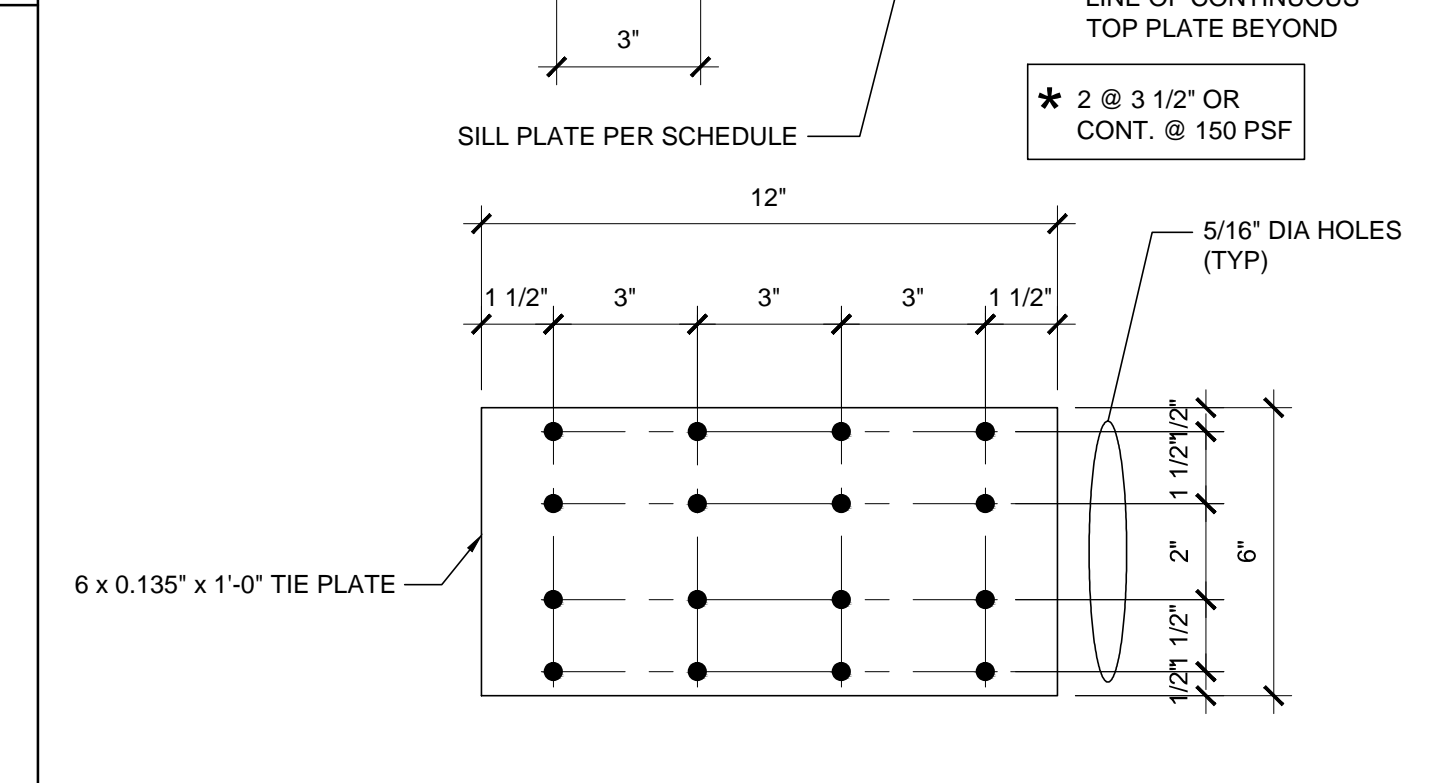 LINE OF CONTINUOUS
TOP PLATE BEYOND
3"
* 2 @ 3 1/2" OR
CONT. @ 150 PSF
SILL PLATE PER SCHEDULE
12"
5/16" DIA HOLES
(TYP)
1 1/2" 3" 3" 3" 1 1/2"
1/2"
1 1/2"
2"
6"
1 1/2"
1/2"
6 x 0.135" x 1'-0" TIE PLATE